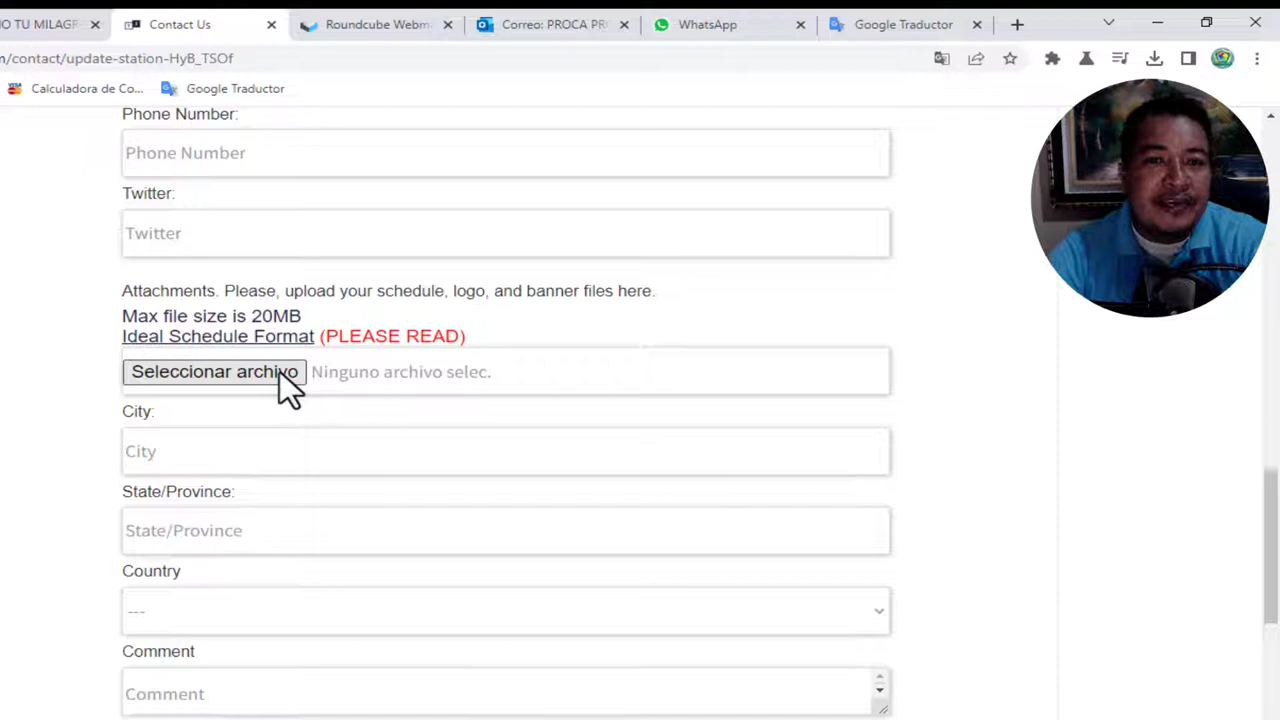 O TU MILAGR
Contact Us
Roundcube Webm
Correo: PROCA PR
WhatsApp
Google Traductor
n/contact/update-station-HyB_TSOf
VISA
Calculadora de Co...
Google Traductor
Phone Number:
Phone Number
Twitter:
Twitter
Attachments. Please, upload your schedule, logo, and banner files here.
Max file size is 20MB
Ideal Schedule Format (PLEASE READ)
Seleccionar archivo Ninguno archivo selec.
City:
City
State/Province:
State/Province
Country
---
Comment
Comment